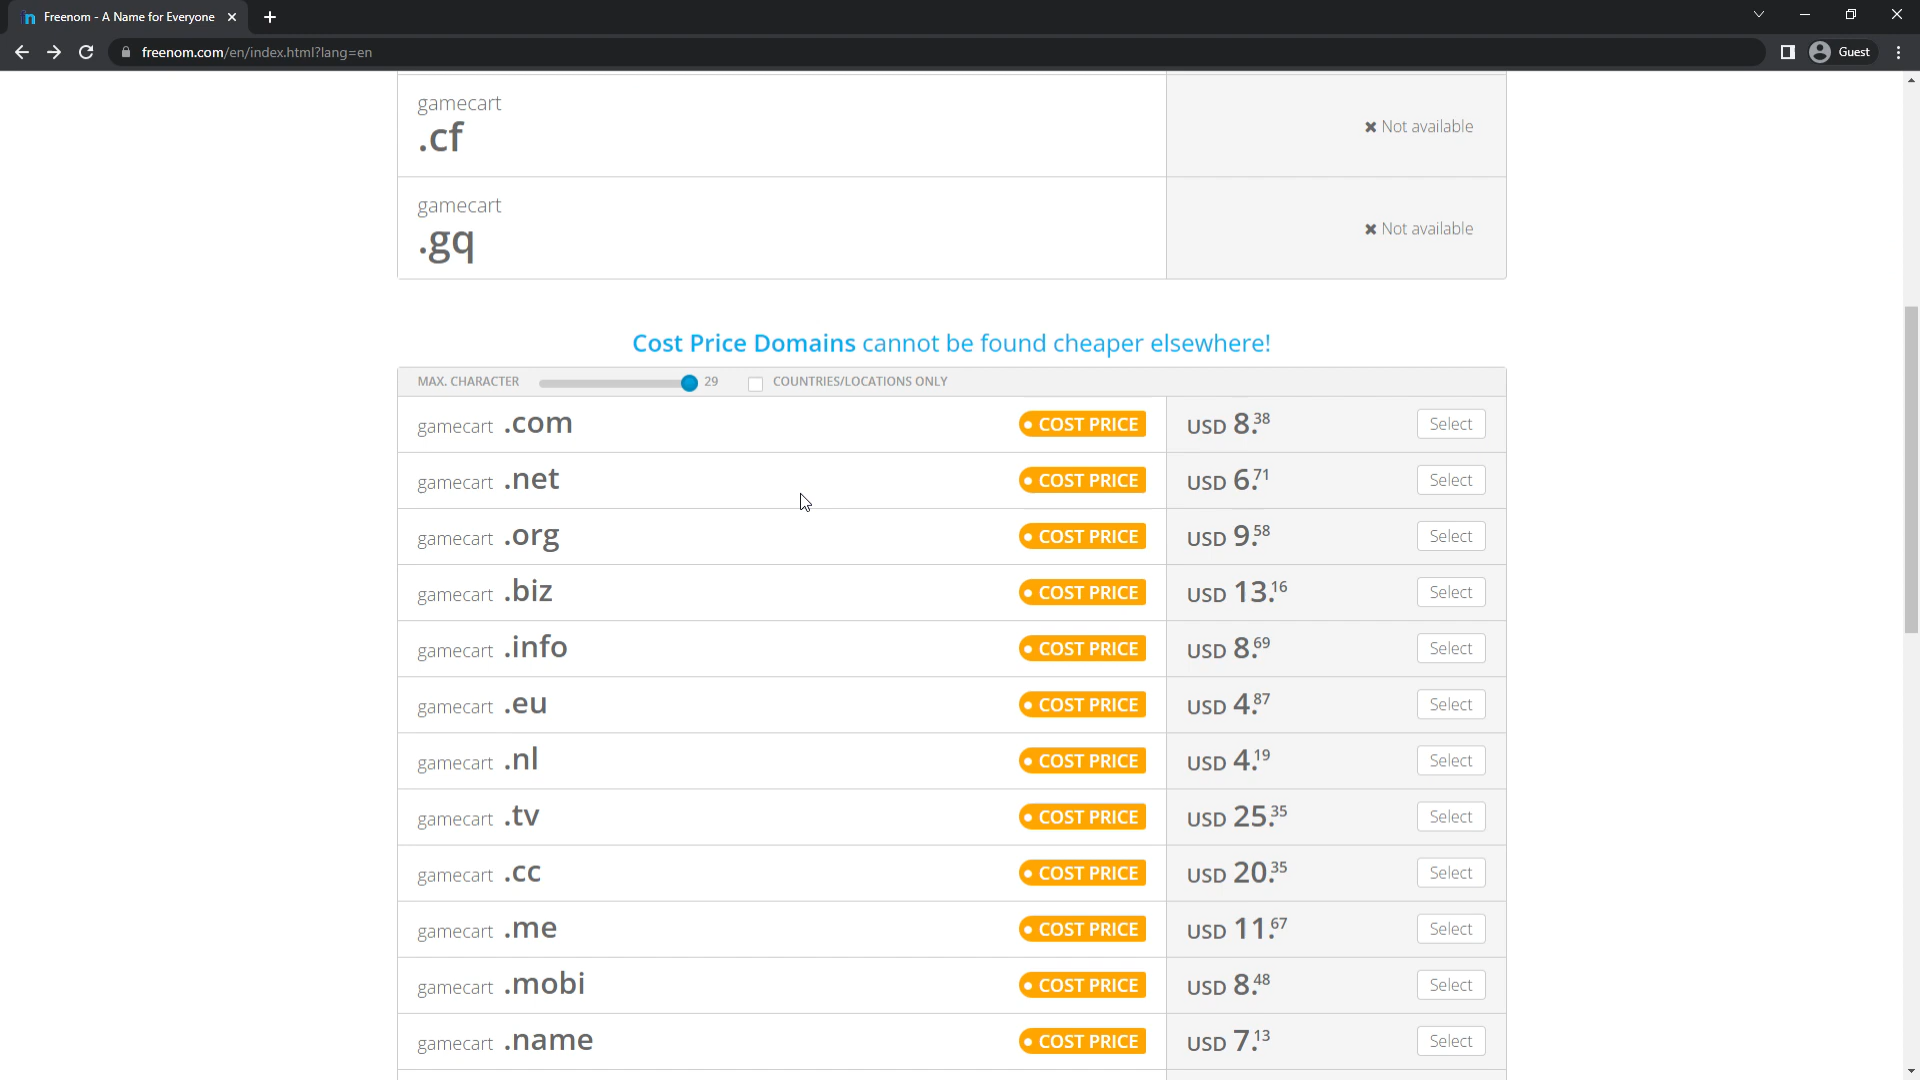 Freenom - A Name for Everyone
freenom.com/en/index.html?lang=en
Guest
gamecart
.cf
Not available
gamecart
.gq
Not available
Cost Price Domains cannot be found cheaper elsewhere!
MAX. CHARACTER 29 COUNTRIES/LOCATIONS ONLY
gamecart .com COST PRICE USD 8.38 Select
gamecart .net COST PRICE USD 6.71 Select
gamecart .org COST PRICE USD 9.58 Select
gamecart .biz COST PRICE USD 13.16 Select
gamecart .info COST PRICE USD 8.69 Select
gamecart .eu COST PRICE USD 4.87 Select
gamecart .nl COST PRICE USD 4.19 Select
gamecart .tv COST PRICE USD 25.35 Select
gamecart .cc COST PRICE USD 20.35 Select
gamecart .me COST PRICE USD 11.67 Select
gamecart .mobi COST PRICE USD 8.48 Select
gamecart .name COST PRICE USD 7.13 Select